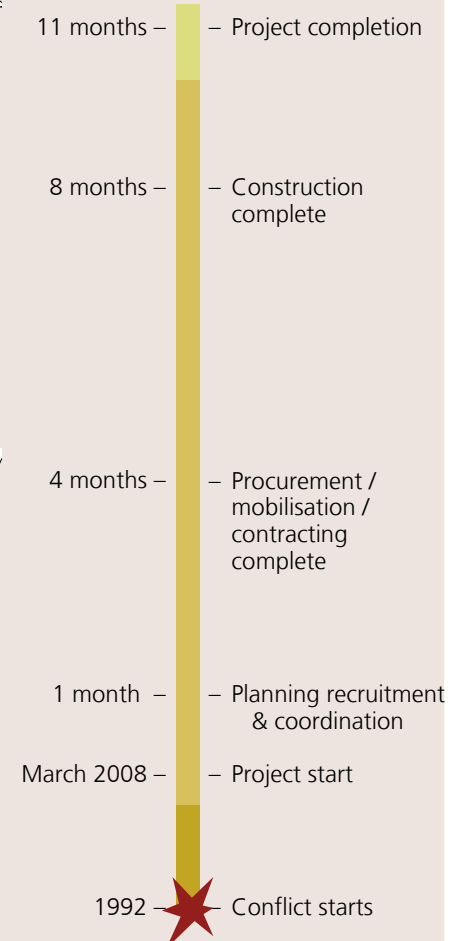 11 months – – Project completion
8 months – – Construction
complete
4 months – – Procurement /
mobilisation /
contracting
complete
1 month – – Planning recruitment
& coordination
March 2008 – – Project start
1992 – – Conflict starts